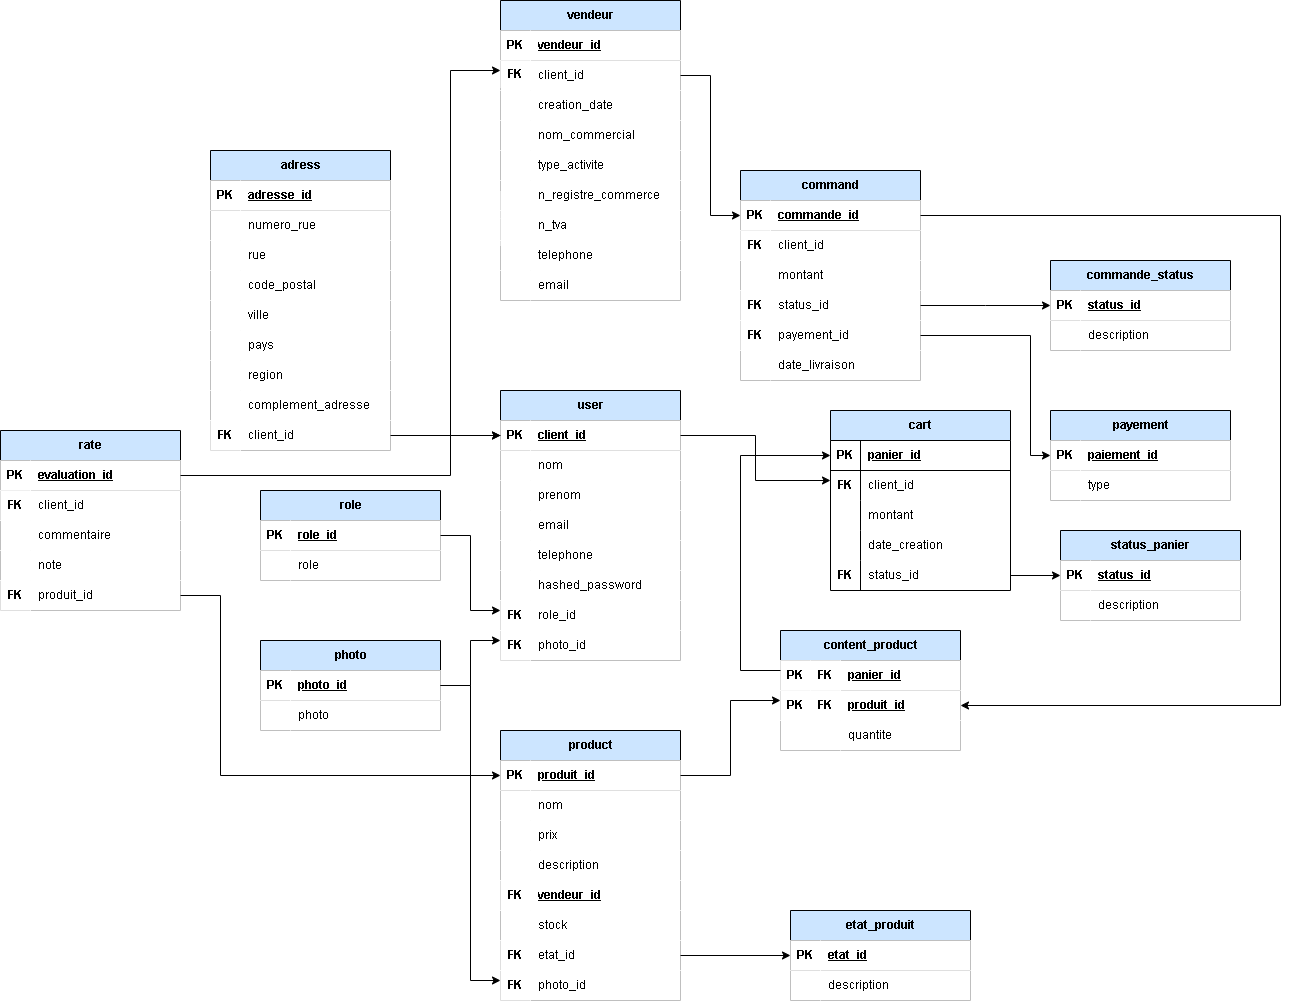 vendeur
PK vendeur_id
FK client_id
creation_date
nom_commercial
type_activite
n_registre_commerce
n_tva
telephone
email
adress
PK adresse_id
numero_rue
rue
code_postal
ville
pays
region
complement_adresse
FK client_id
command
PK commande_id
FK client_id
montant
FK status_id
FK payement_id
date_livraison
commande_status
PK status_id
description
user
PK client_id
nom
prenom
email
telephone
hashed_password
FK role_id
FK photo_id
cart
PK panier_id
FK client_id
montant
date_creation
FK status_id
payement
PK paiement_id
type
rate
PK evaluation_id
FK client_id
commentaire
note
FK produit_id
role
PK role_id
role
status_panier
PK status_id
description
photo
PK photo_id
photo
content_product
PK FK panier_id
PK FK produit_id
quantite
product
PK produit_id
nom
prix
description
FK vendeur_id
stock
FK etat_id
FK photo_id
etat_produit
PK etat_id
description